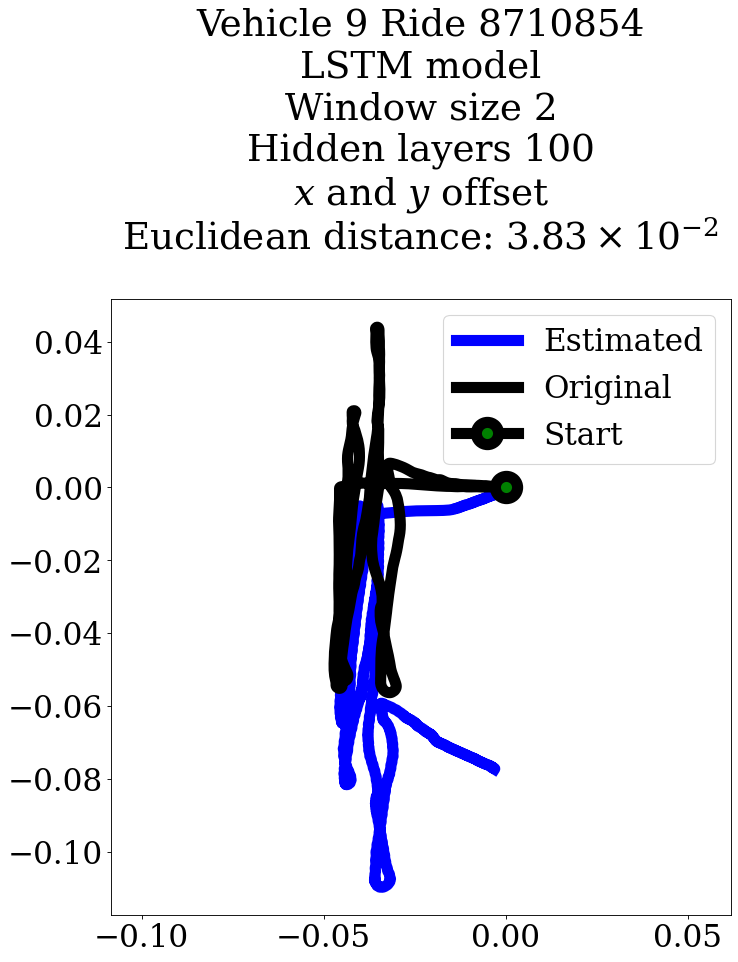 Vehicle 9 Ride 8710854
LSTM model
Window size 2
Hidden layers 100
x and y offset
Euclidean distance: 3.83 × 10⁻²
Estimated
Original
Start
0.04
0.02
0.00
−0.02
−0.04
−0.06
−0.08
−0.10
−0.10 −0.05 0.00 0.05